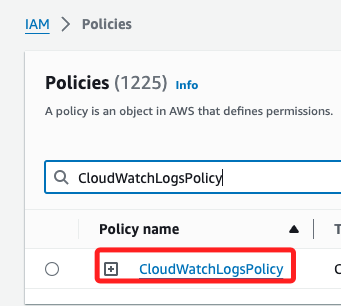 IAM > Policies
Policies (1225) Info
A policy is an object in AWS that defines permissions.
CloudWatchLogsPolicy
Policy name
CloudWatchLogsPolicy